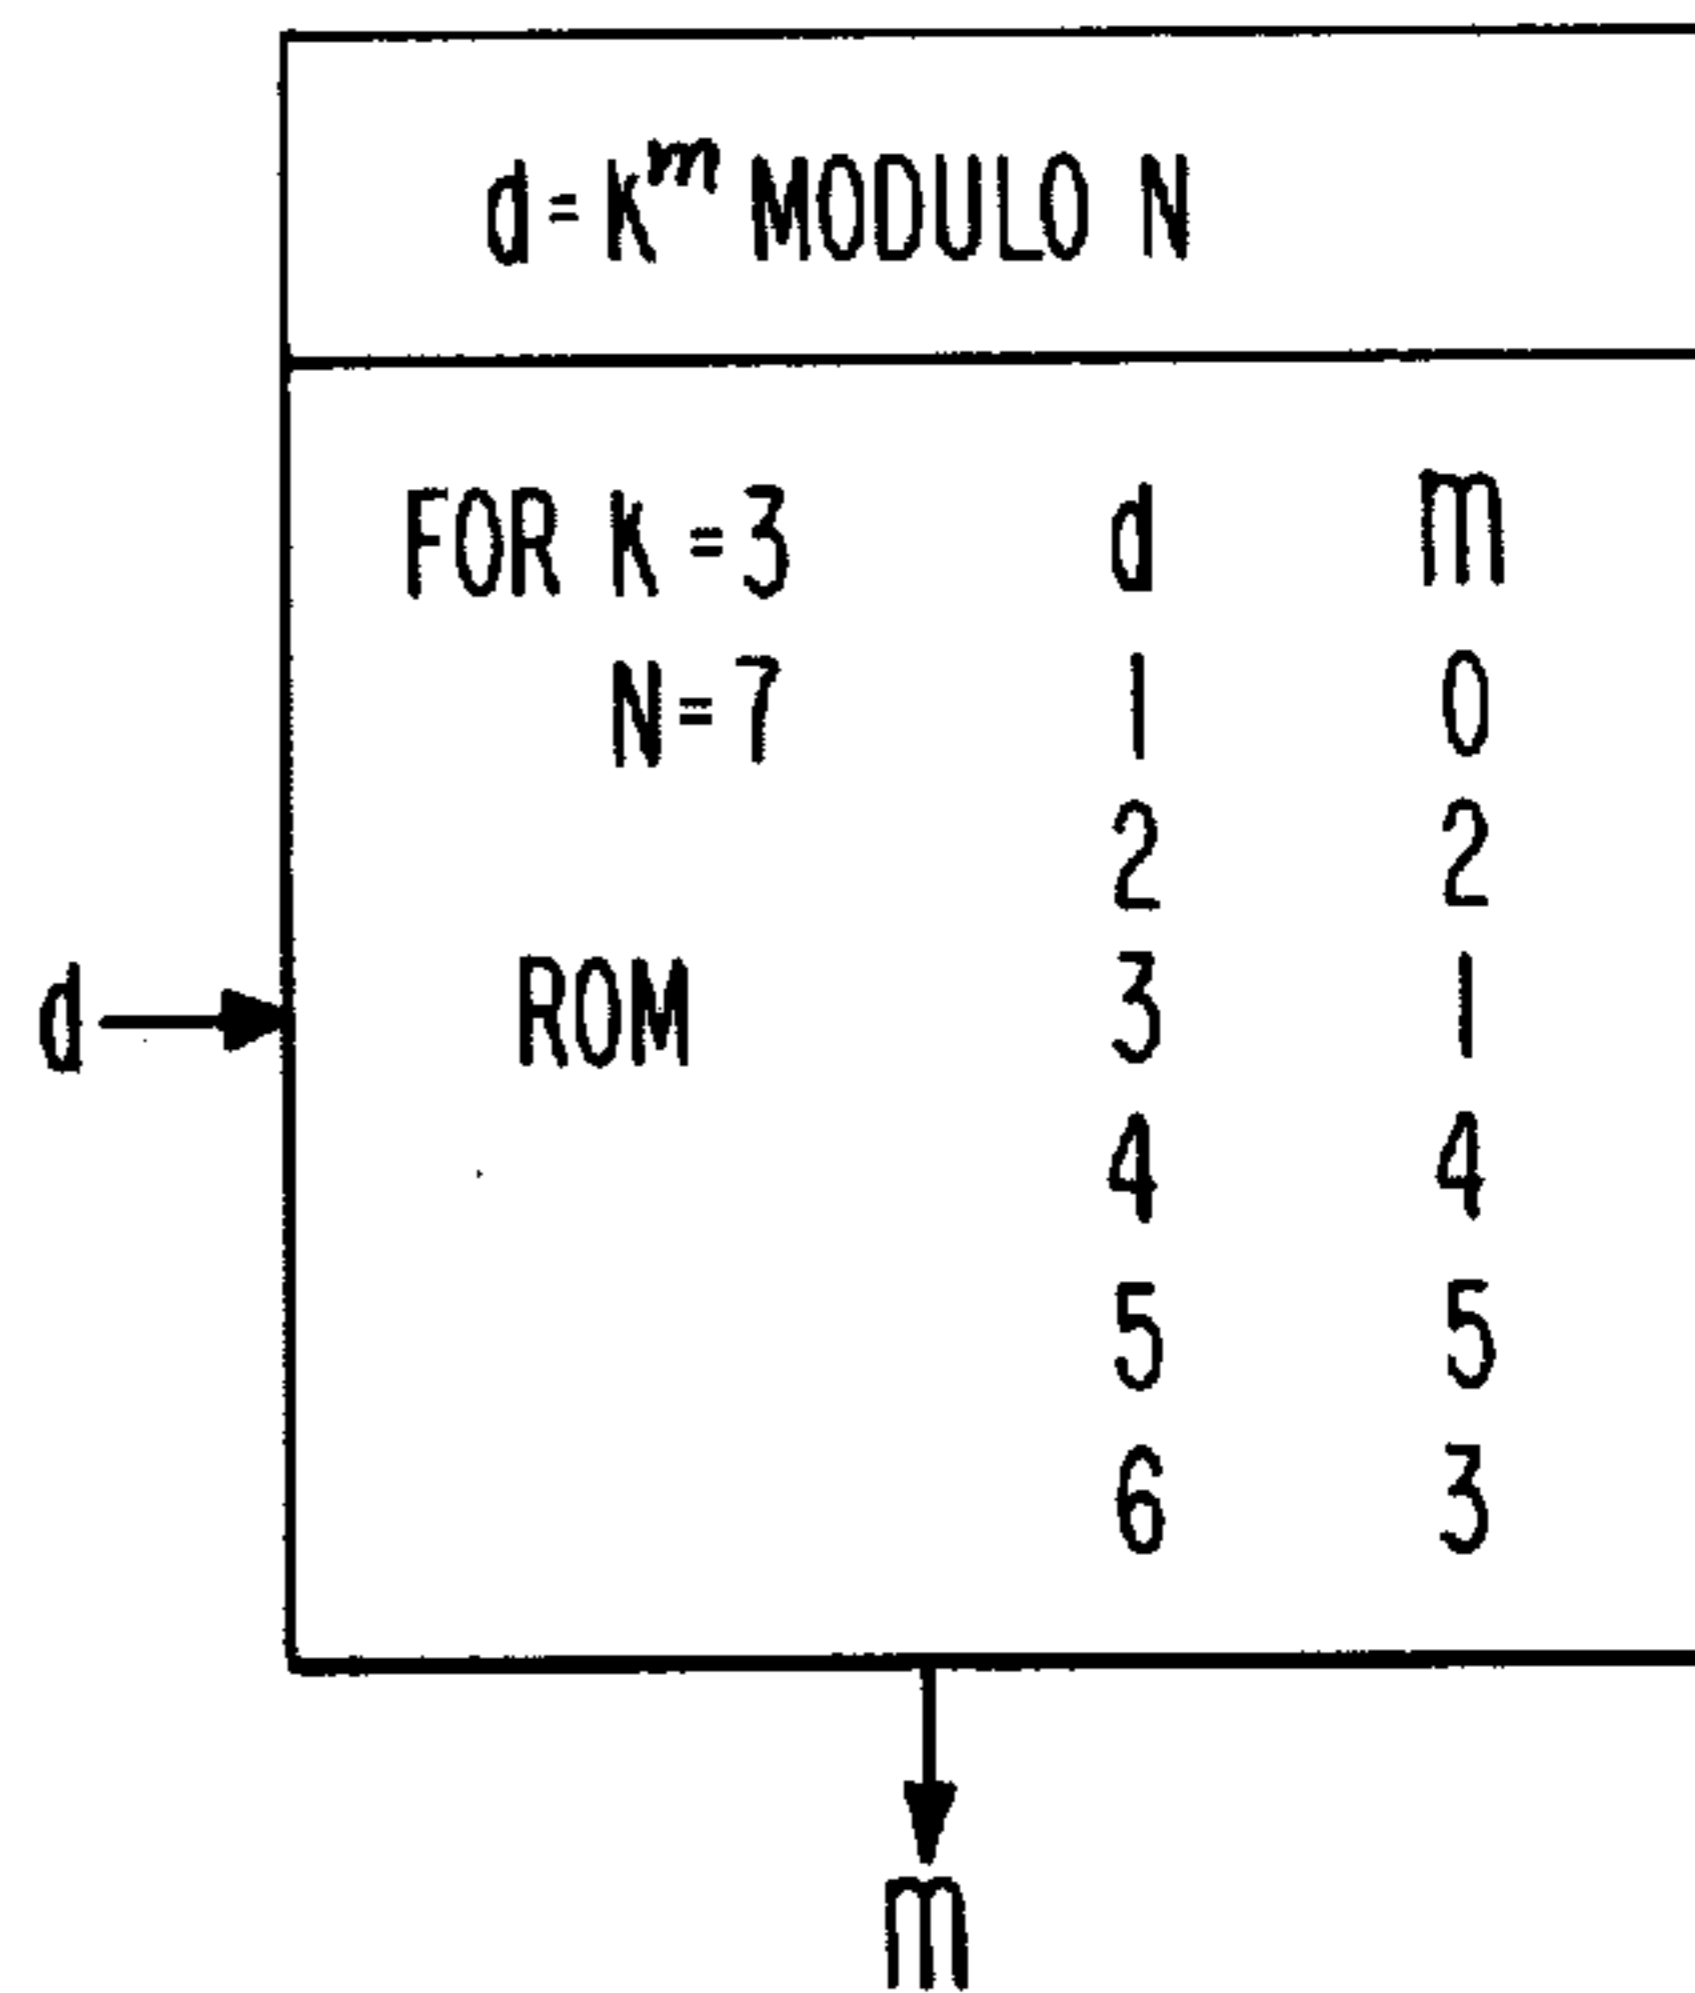 d = K^m MODULO N
FOR K = 3 d m
N = 7 1 0
2 2
d ROM 3 1
4 4
5 5
6 3
m